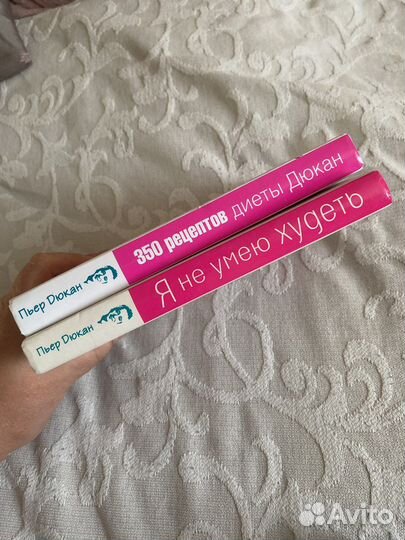 Пьер Дюкан 350 рецептов диеты Дюкан
Пьер Дюкан Я не умею худеть
Avito